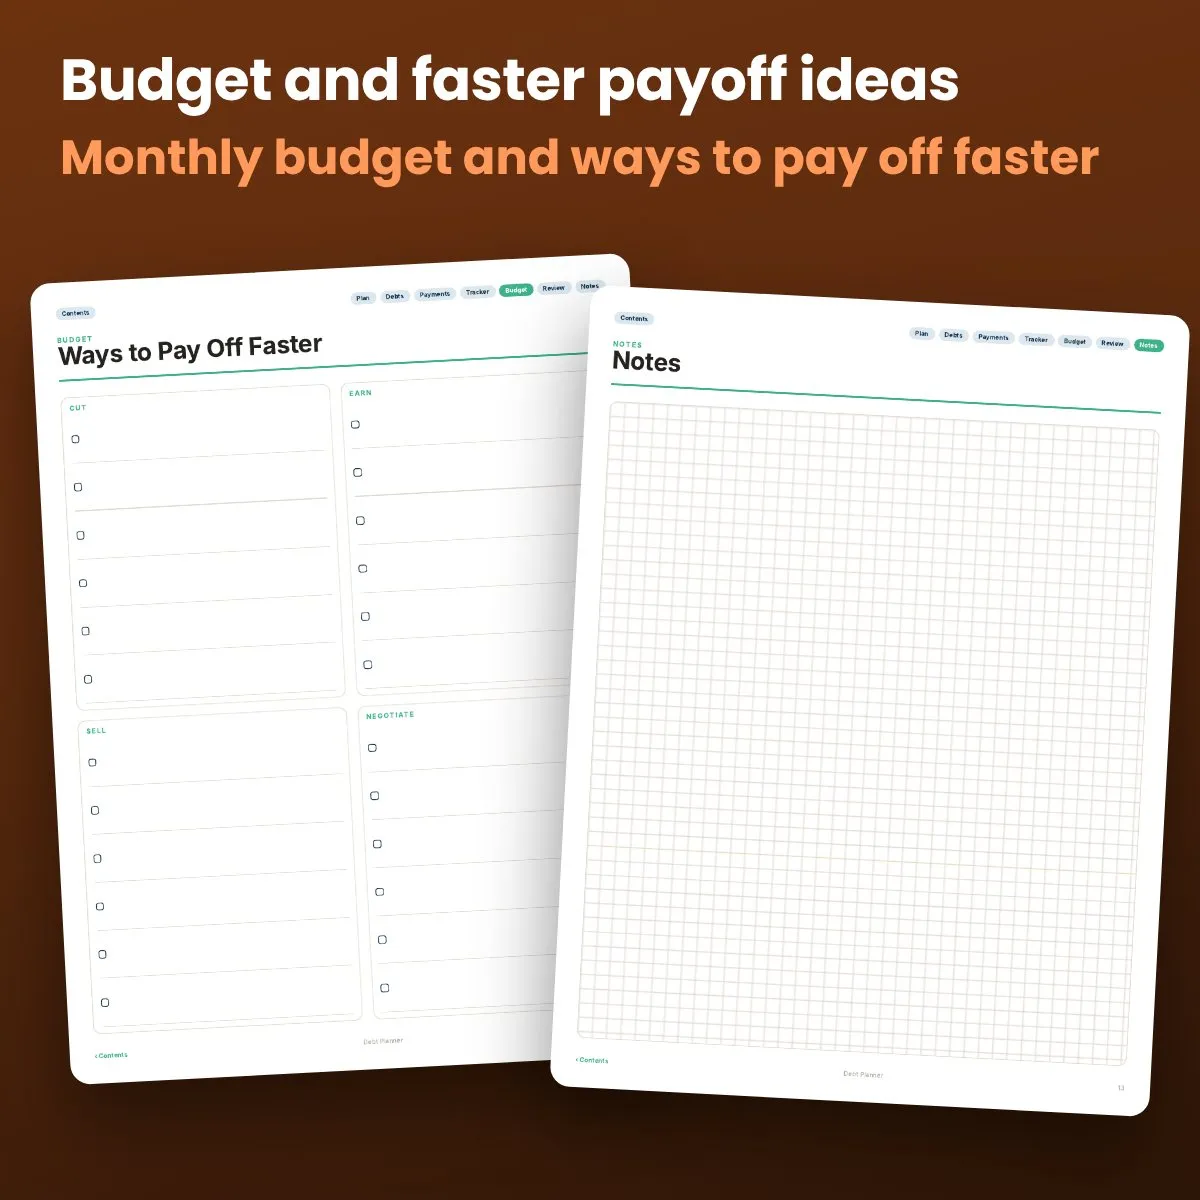 Budget and faster payoff ideas
Monthly budget and ways to pay off faster
Contents
Plan Debts Payments Tracker Budget Review Notes
BUDGET
Ways to Pay Off Faster
CUT
EARN
SELL
NEGOTIATE
‹ Contents
Debt Planner
Contents
Plan Debts Payments Tracker Budget Review Notes
NOTES
Notes
‹ Contents
Debt Planner
13